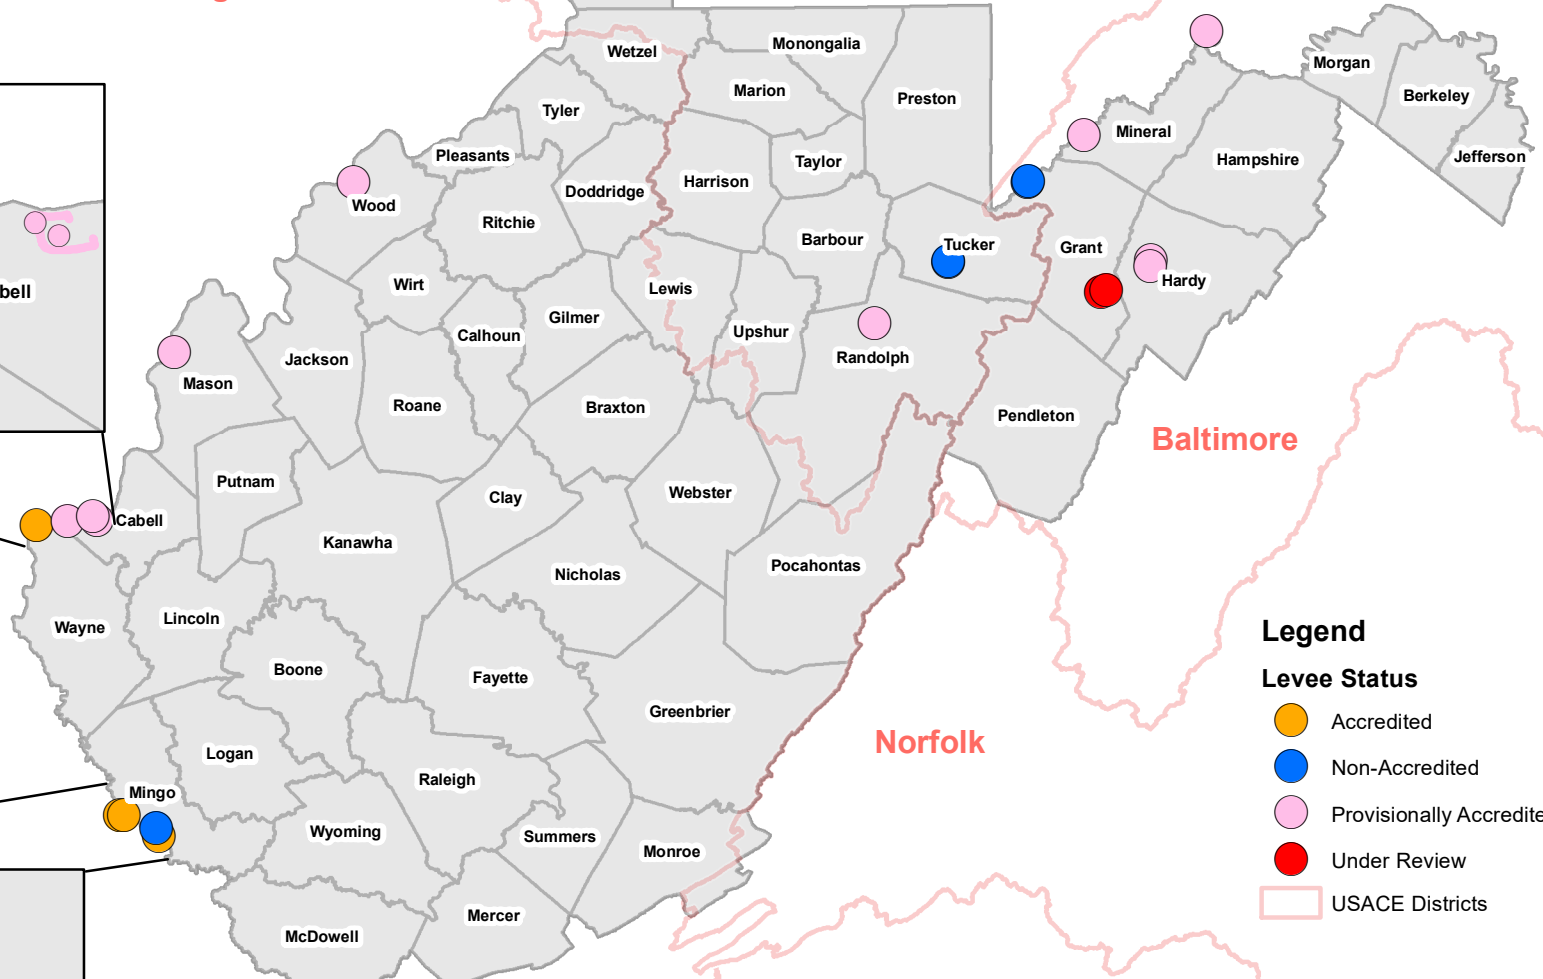 Wetzel
Monongalia
Morgan
Marion
Preston
Berkeley
Tyler
Mineral
Pleasants
Taylor
Hampshire
Jefferson
Harrison
Doddridge
Wood
Ritchie
Barbour
Tucker
Grant
Hardy
Wirt
Lewis
bell
Gilmer
Calhoun
Upshur
Jackson
Randolph
Mason
Roane
Braxton
Pendleton
Baltimore
Putnam
Clay
Webster
Cabell
Kanawha
Pocahontas
Nicholas
Wayne
Lincoln
Boone
Fayette
Greenbrier
Norfolk
Logan
Raleigh
Mingo
Wyoming
Summers
Monroe
Mercer
McDowell
Legend
Levee Status
Accredited
Non-Accredited
Provisionally Accredite
Under Review
USACE Districts